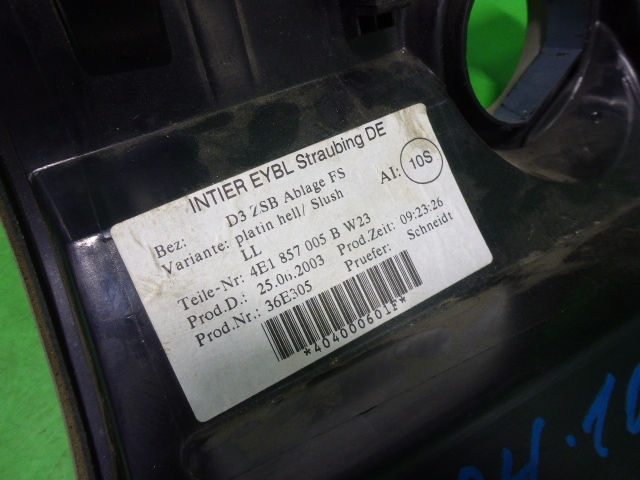 INTIER EYBL Straubing DE
Bez: D3 ZSB Ablage FS
Variante: platin hell/ Slush
LL
AI: 10S
Teile-Nr: 4E1 857 005 B W23
Prod.D.: 25.06.2003 Prod.Zeit: 09:23:26
Prod.Nr.: 36E305 Pruefer: Schneidt
*404000601F*